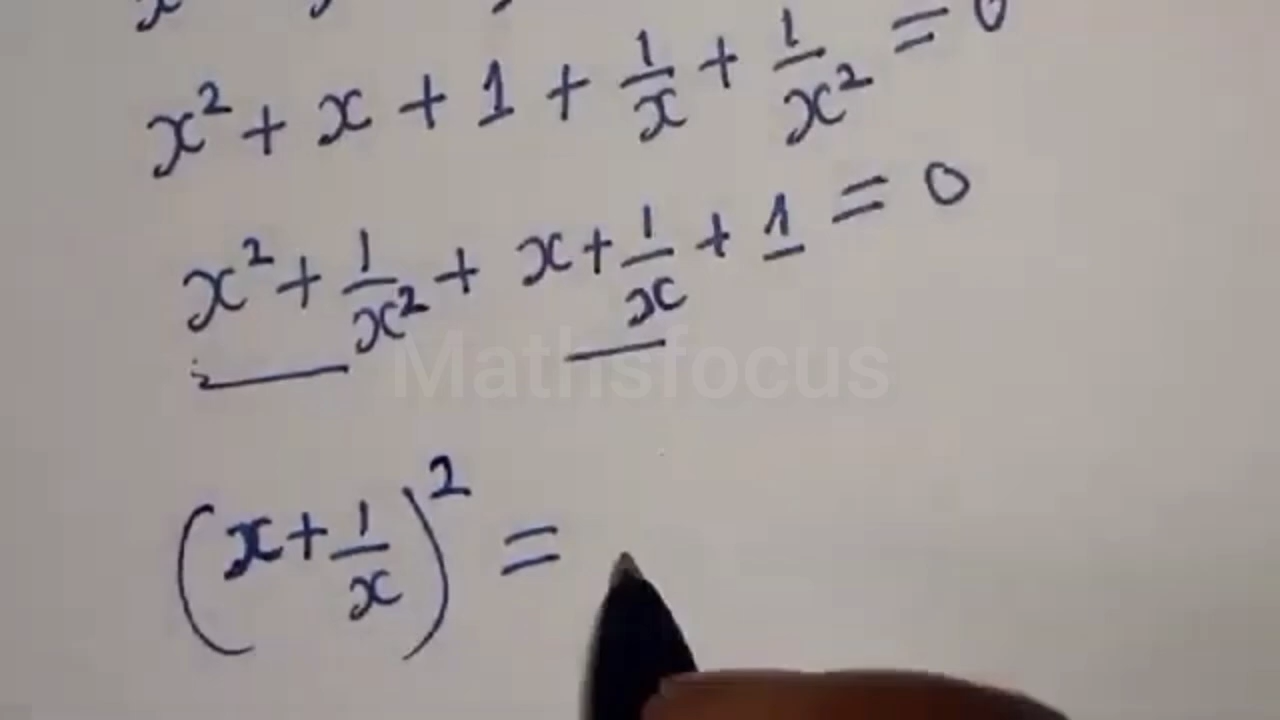 x² + x + 1 + 1/x + 1/x² = 0
x² + 1/x² + x + 1/x + 1 = 0
Mathsfocus
(x + 1/x)² =